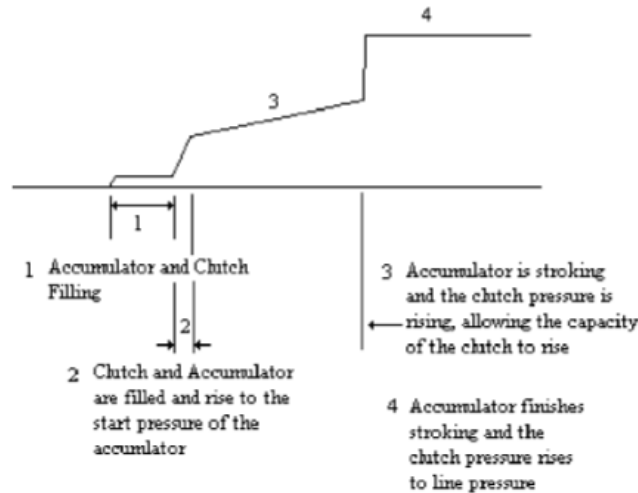 4
3
1
1 Accumulator and Clutch
Filling
2
2 Clutch and Accumulator
are filled and rise to the
start pressure of the
accumlator
3 Accumulator is stroking
and the clutch pressure is
rising, allowing the capacity
of the clutch to rise
4 Accumulator finishes
stroking and the
clutch pressure rises
to line pressure